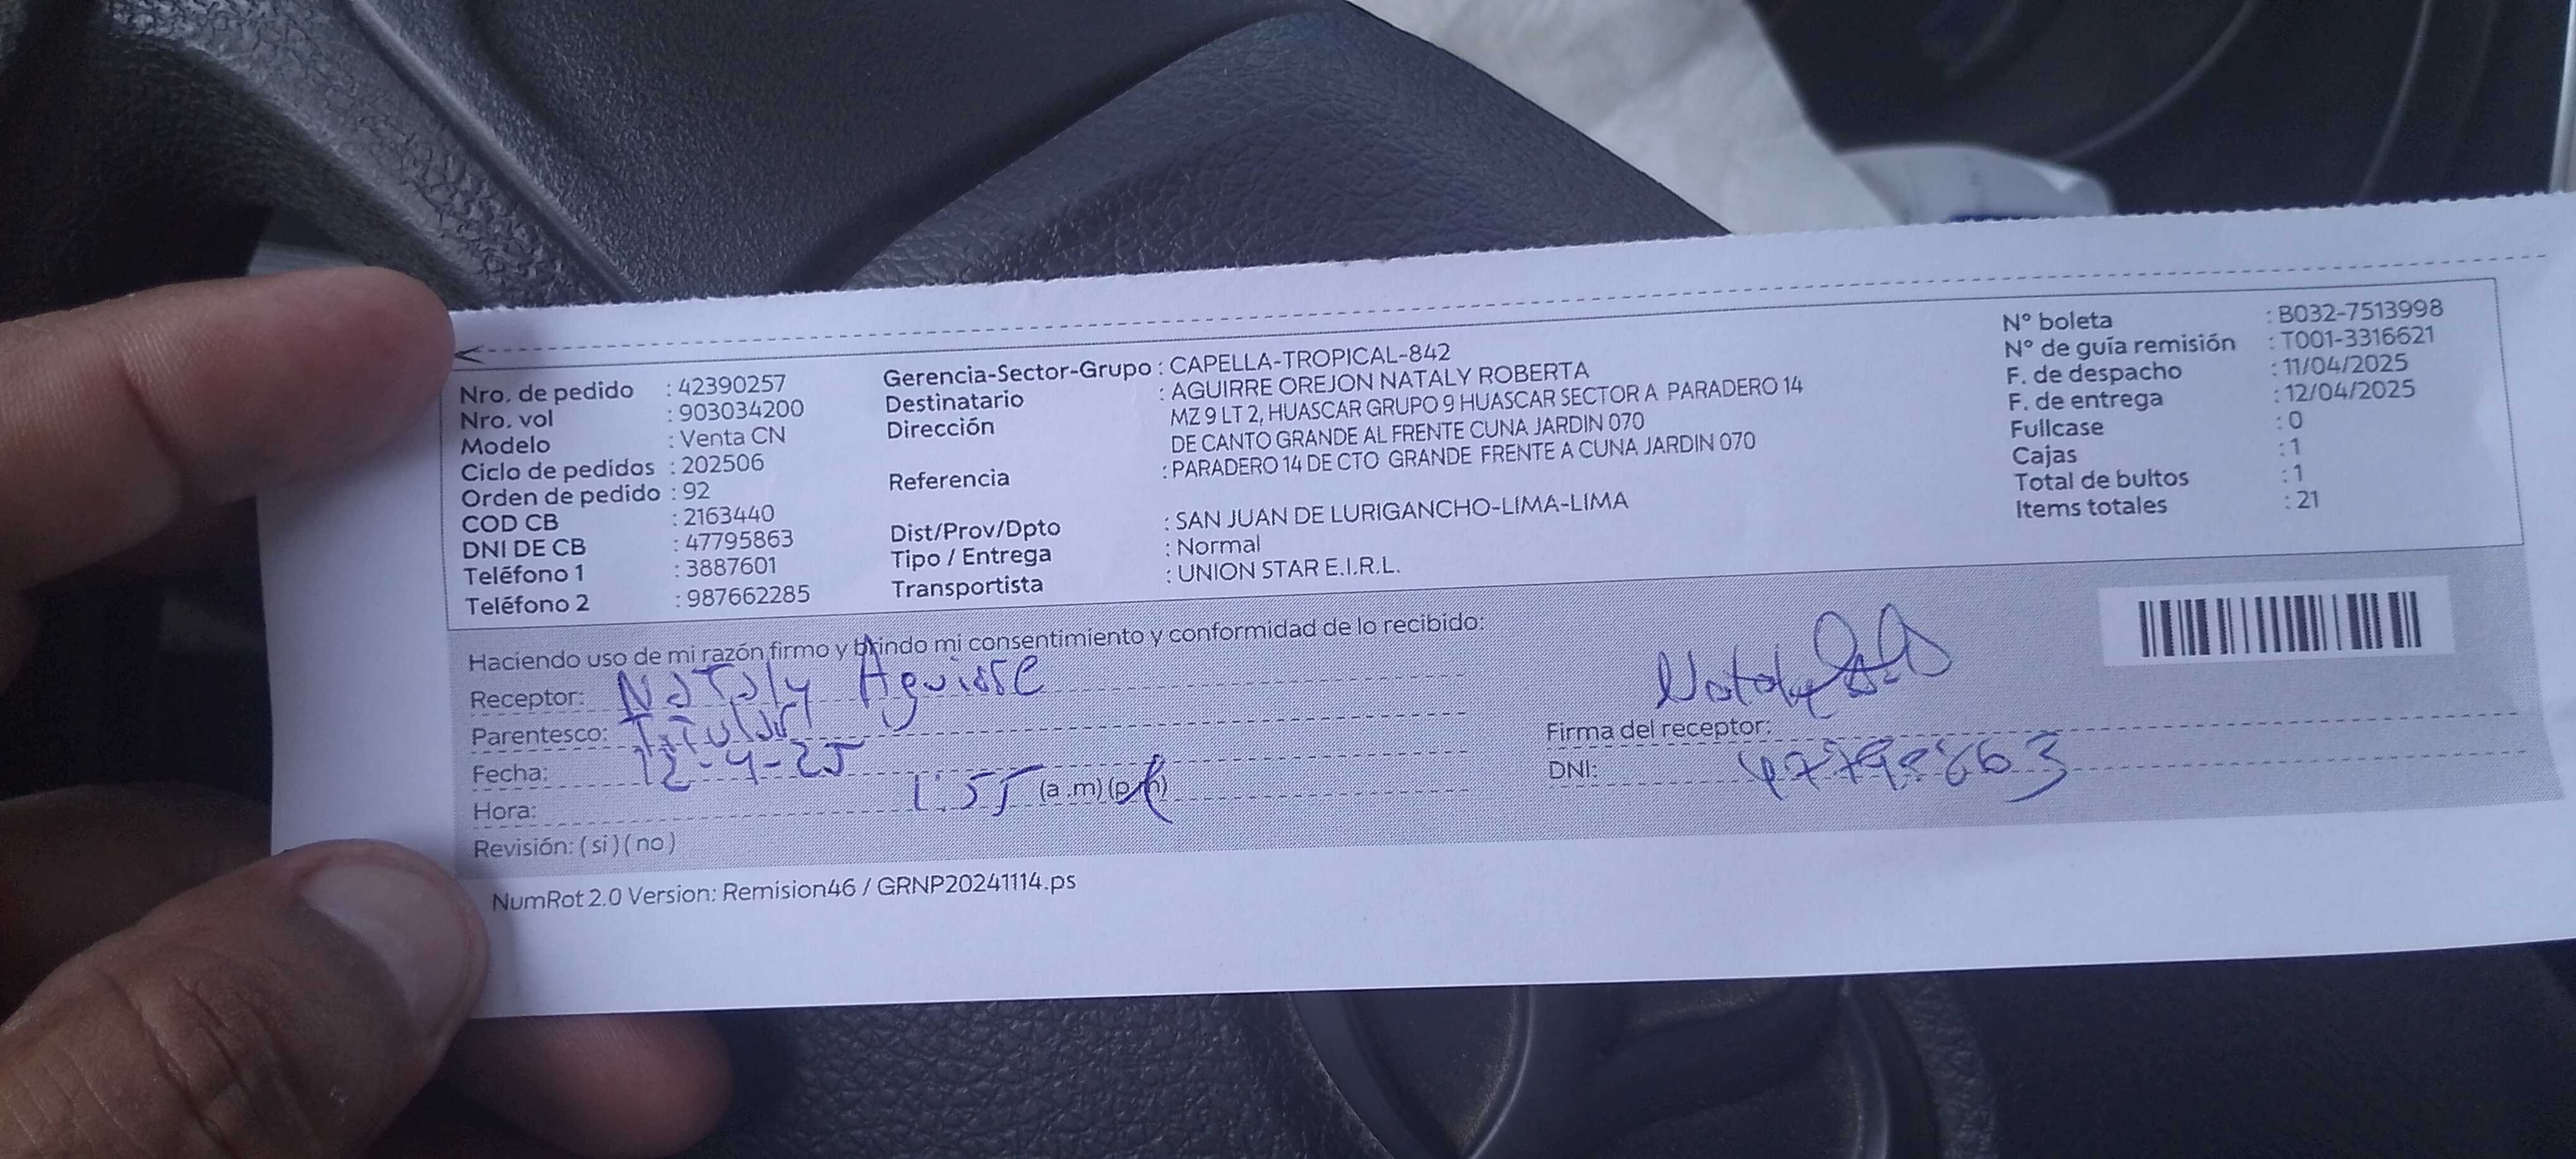 Nro. de pedido : 42390257
Nro. vol : 903034200
Modelo : Venta CN
Ciclo de pedidos : 202506
Orden de pedido : 92
COD CB : 2163440
DNI DE CB : 47795863
Teléfono 1 : 3887601
Teléfono 2 : 987662285
Gerencia-Sector-Grupo : CAPELLA-TROPICAL-842
Destinatario : AGUIRRE OREJON NATALY ROBERTA
Dirección MZ 9 LT 2, HUASCAR GRUPO 9 HUASCAR SECTOR A PARADERO 14
DE CANTO GRANDE AL FRENTE CUNA JARDIN 070
Referencia : PARADERO 14 DE CTO GRANDE FRENTE A CUNA JARDIN 070
Dist/Prov/Dpto : SAN JUAN DE LURIGANCHO-LIMA-LIMA
Tipo / Entrega : Normal
Transportista : UNION STAR E.I.R.L.
N° boleta : B032-7513998
N° de guía remisión : T001-3316621
F. de despacho : 11/04/2025
F. de entrega : 12/04/2025
Fullcase : 0
Cajas : 1
Total de bultos : 1
Items totales : 21
Haciendo uso de mi razón firmo y brindo mi consentimiento y conformidad de lo recibido:
Receptor: Nataly Aguirre
Parentesco: Titular
Fecha: 12-4-25
Hora: 1:55 (a .m) (p.m)
Revisión: ( si ) ( no )
Nataly
Firma del receptor:
DNI: 47795863
NumRot 2.0 Version: Remision46 / GRNP20241114.ps